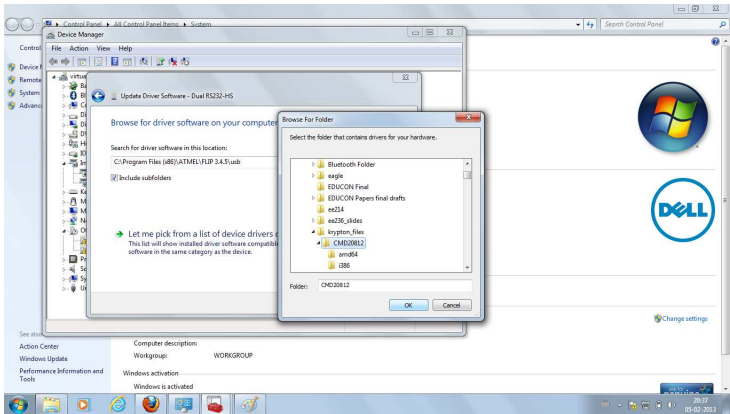 Control Panel ▸ All Control Panel Items ▸ System
Search Control Panel
Device Manager
File Action View Help
Control
Device
Remote
System
Advanc
virtua
Update Driver Software - Dual RS232-HS
Browse for driver software on your computer
Search for driver software in this location:
C:\Program Files (x86)\ATMEL\FLIP 3.4.5\usb
Include subfolders
Let me pick from a list of device drivers
This list will show installed driver software compatible
software in the same category as the device.
Browse For Folder
Select the folder that contains drivers for your hardware.
Bluetooth Folder
eagle
EDUCON Final
EDUCON Papers final drafts
ee214
ee236_slides
krypton_files
CMD20812
amd64
i386
Folder: CMD20812
OK Cancel
DELL
Change settings
See also
Action Center
Windows Update
Performance Information and
Tools
Computer description:
Workgroup: WORKGROUP
Windows activation
Windows is activated
20:37
05-02-2013